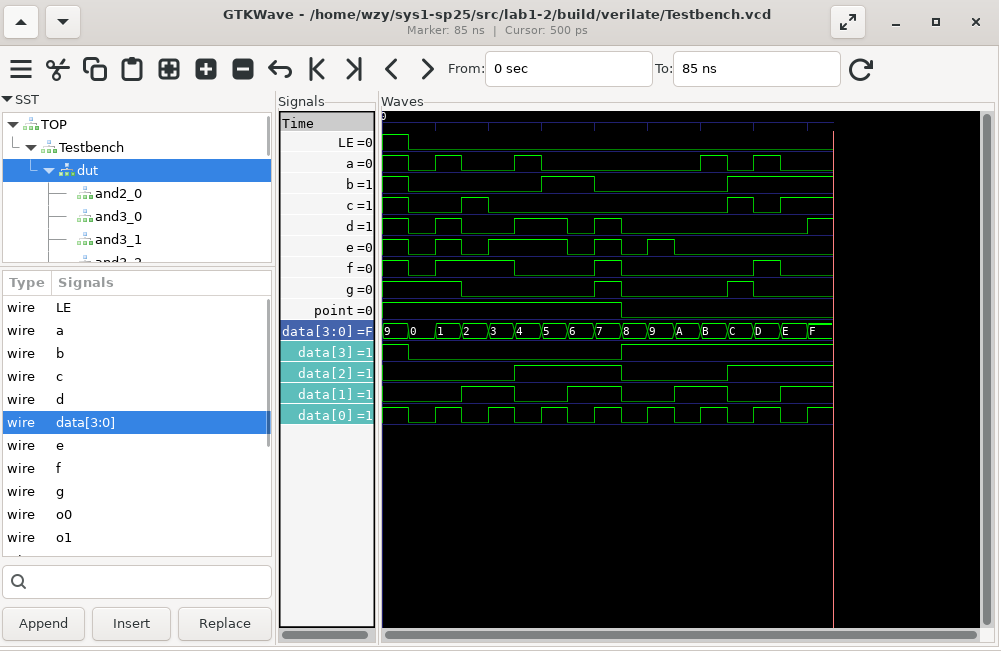 GTKWave - /home/wzy/sys1-sp25/src/lab1-2/build/verilate/Testbench.vcd
Marker: 85 ns | Cursor: 500 ps
From: 0 sec To: 85 ns
SST
TOP
Testbench
dut
and2_0
and3_0
and3_1
and3_2
Type Signals
wire LE
wire a
wire b
wire c
wire d
wire data[3:0]
wire e
wire f
wire g
wire o0
wire o1
Append Insert Replace
Signals
Time
LE =0
a =0
b =1
c =1
d =1
e =0
f =0
g =0
point =0
data[3:0] =F
data[3] =1
data[2] =1
data[1] =1
data[0] =1
Waves
0
9 0 1 2 3 4 5 6 7 8 9 A B C D E F